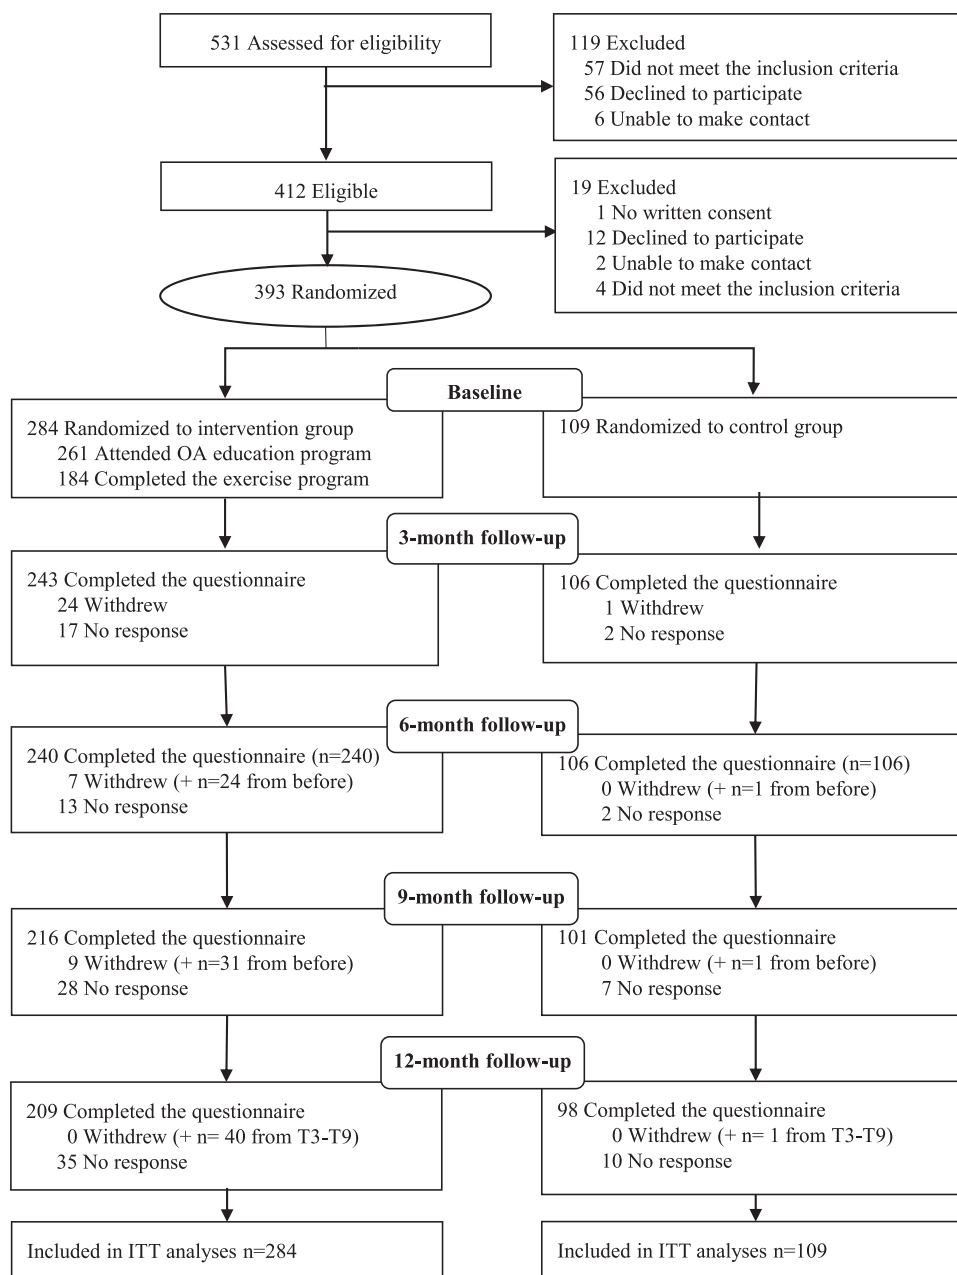 531 Assessed for eligibility
119 Excluded
57 Did not meet the inclusion criteria
56 Declined to participate
6 Unable to make contact
412 Eligible
19 Excluded
1 No written consent
12 Declined to participate
2 Unable to make contact
4 Did not meet the inclusion criteria
393 Randomized
Baseline
284 Randomized to intervention group
261 Attended OA education program
184 Completed the exercise program
109 Randomized to control group
3-month follow-up
243 Completed the questionnaire
24 Withdrew
17 No response
106 Completed the questionnaire
1 Withdrew
2 No response
6-month follow-up
240 Completed the questionnaire (n=240)
7 Withdrew (+ n=24 from before)
13 No response
106 Completed the questionnaire (n=106)
0 Withdrew (+ n=1 from before)
2 No response
9-month follow-up
216 Completed the questionnaire
9 Withdrew (+ n=31 from before)
28 No response
101 Completed the questionnaire
0 Withdrew (+ n=1 from before)
7 No response
12-month follow-up
209 Completed the questionnaire
0 Withdrew (+ n= 40 from T3-T9)
35 No response
98 Completed the questionnaire
0 Withdrew (+ n= 1 from T3-T9)
10 No response
Included in ITT analyses n=284
Included in ITT analyses n=109